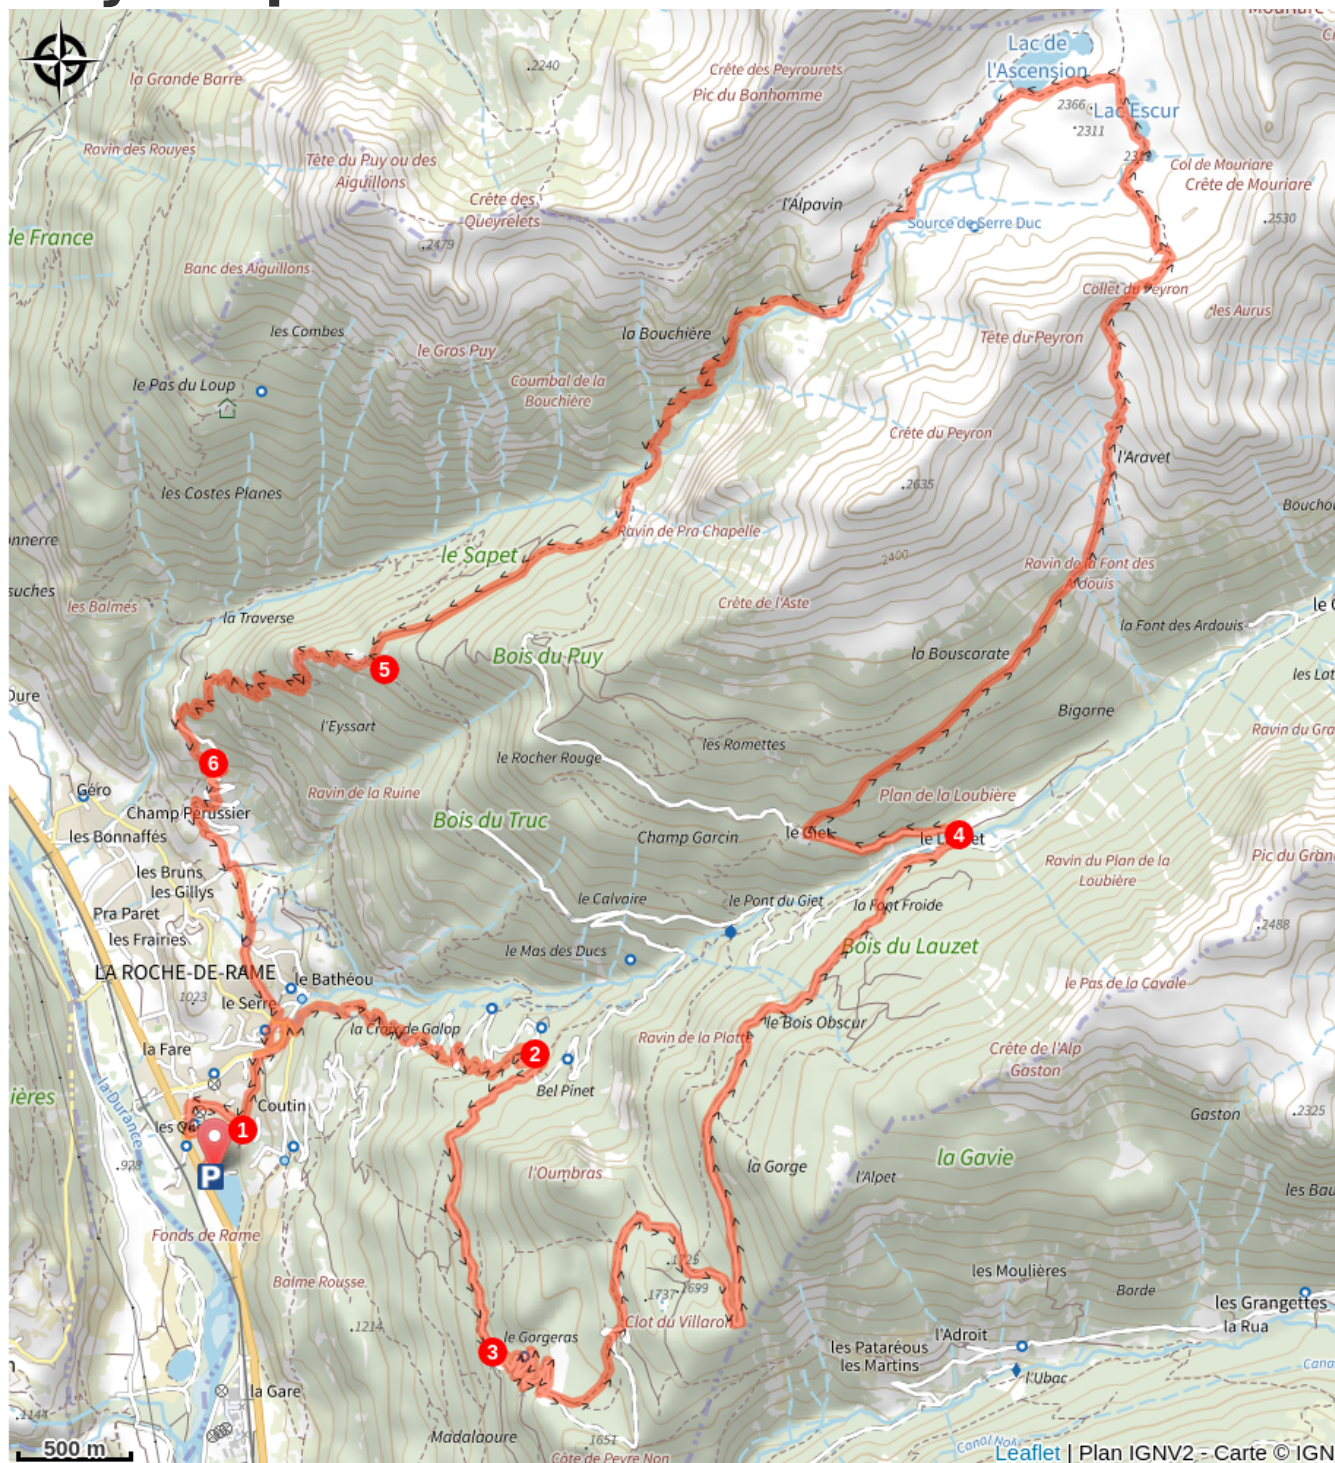 la Grande Barre
2240
Crête des Peyrourets
Pic du Bonhomme
Lac de
l'Ascension
2366
Lac Escur
2311
Ravin des Rouyes
Tête du Puy ou des
Aiguillons
Crête des
Queyrelets
2479
l'Alpavin
Source de Serre Duc
Col de Mouriare
Crête de Mouriare
2530
de France
Banc des Aiguillons
Collet du Peyron
les Aurus
les Combes
la Bouchière
Tête du Peyron
le Gros Puy
le Pas du Loup
Coumbal de la
Bouchière
Crête du Peyron
l'Aravet
2635
les Costes Planes
Ravin de Pra Chapelle
le Sapet
2400
Ravin de la Font des
Ardouis
les Balmes
la Traverse
Crête de l'Aste
la Font des Ardouis
Bois du Puy
la Bouscarate
5
l'Eyssart
Bigorne
les Romettes
le Rocher Rouge
6
Géro
Ravin de la Ruine
Champ Pérussier
les Bonnaffés
Bois du Truc
Champ Garcin
Plan de la Loubière
le Giet
4
Ravin du Plan de la
Loubière
les Bruns
les Gillys
Pra Paret
les Frairies
le Calvaire
le Pont du Giet
la Font Froide
2488
LA ROCHE-DE-RAME
le Bathéou
le Mas des Ducs
Bois du Lauzet
le Pas de la Cavale
1023
le Serre
la Croix de Galop
le Bois Obscur
Ravin de la Platte
la Fare
2
Bel Pinet
Crête de l'Alp
Gaston
la Durance
Coutin
1
P
928
l'Oumbras
la Gorge
la Gavie
l'Alpet
Gaston
2325
Fonds de Rame
Balme Rousse
1214
1725
1699
1737
Clot du Villaron
les Moulières
Borde
les Grangettes
la Rua
3
le Gorgeras
l'Adroit
les Pataréous
les Martins
l'Ubac
la Gare
1144
Madalaoure
1651
Côte de Peyre Non
500 m
Leaflet | Plan IGNV2 - Carte © IGN